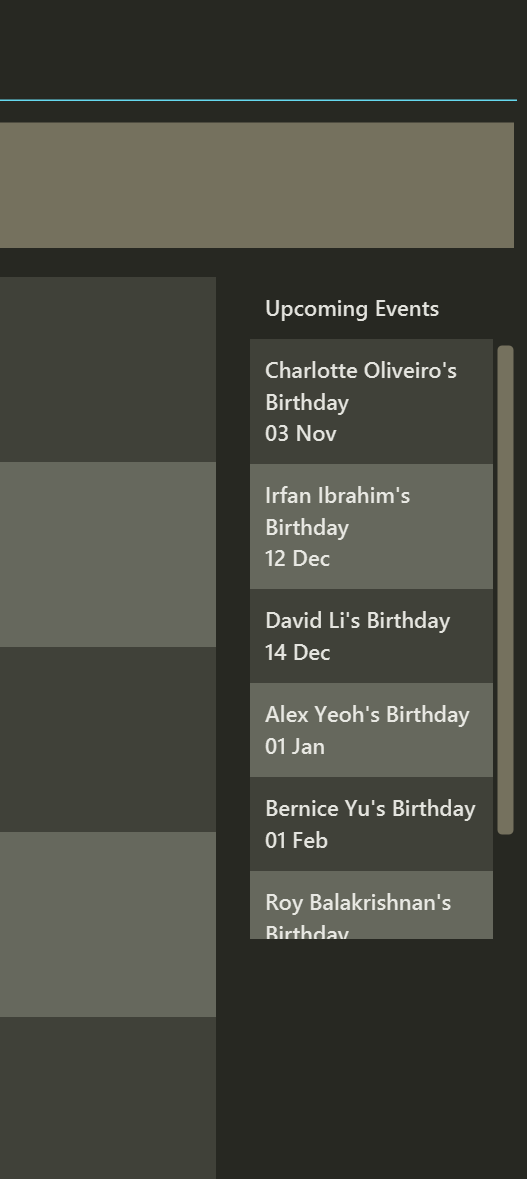 Upcoming Events
Charlotte Oliveiro's
Birthday
03 Nov
Irfan Ibrahim's
Birthday
12 Dec
David Li's Birthday
14 Dec
Alex Yeoh's Birthday
01 Jan
Bernice Yu's Birthday
01 Feb
Roy Balakrishnan's
Birthday